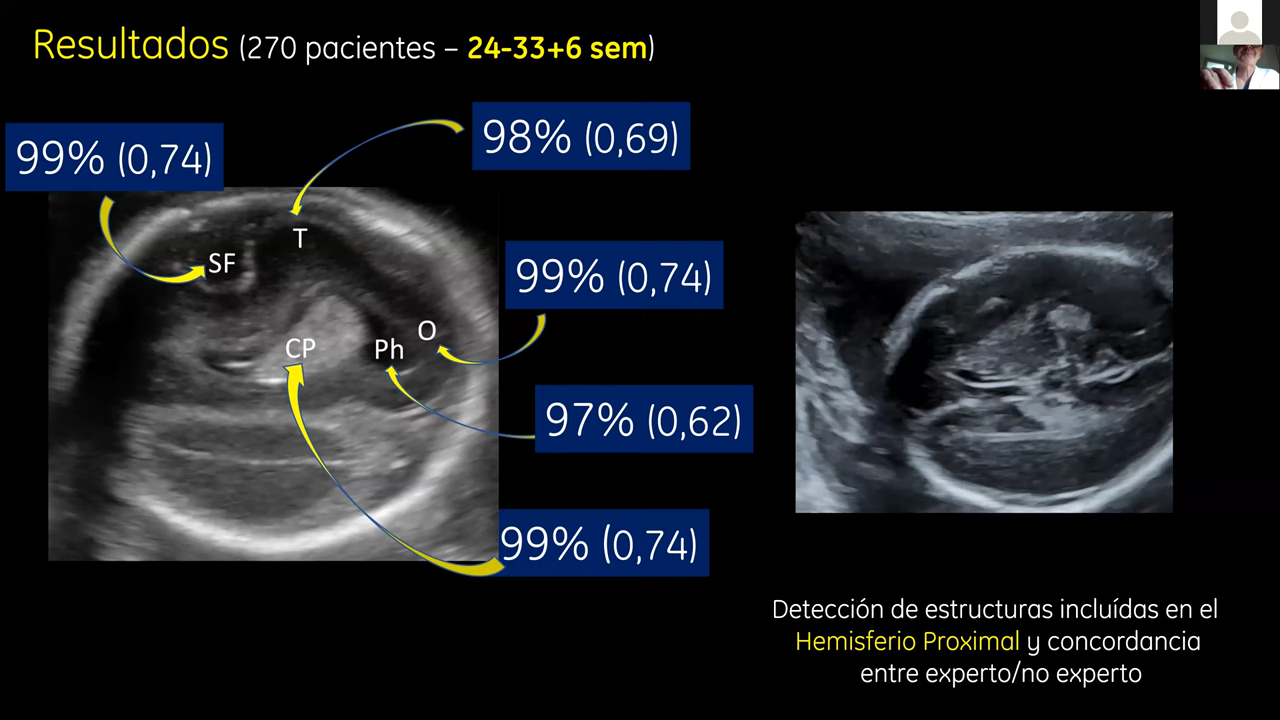 Resultados (270 pacientes – 24-33+6 sem)
99% (0,74)
98% (0,69)
T
SF
99% (0,74)
O
CP
Ph
97% (0,62)
99% (0,74)
Detección de estructuras incluídas en el
Hemisferio Proximal y concordancia
entre experto/no experto